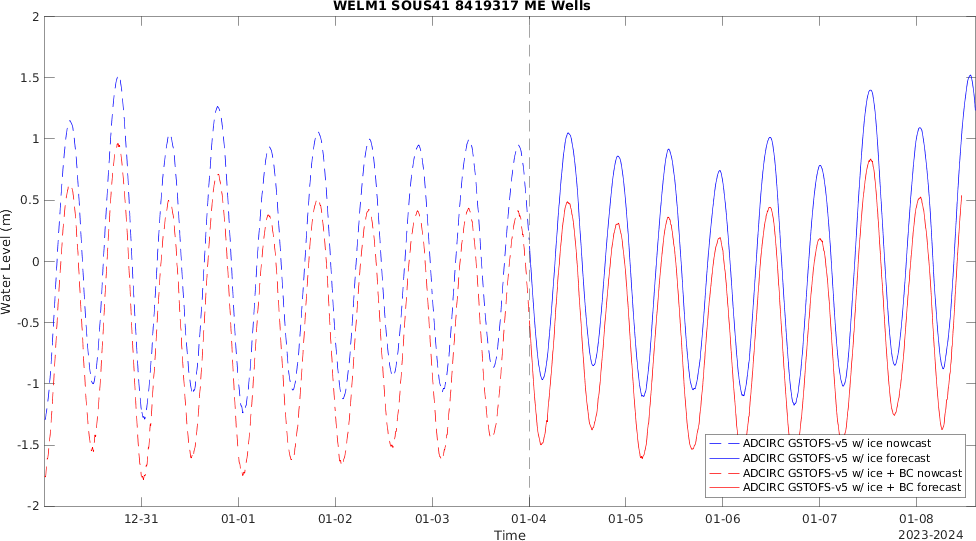 WELM1 SOUS41 8419317 ME Wells
2
1.5
1
0.5
0
-0.5
-1
-1.5
-2
Water Level (m)
12-31
01-01
01-02
01-03
01-04
01-05
01-06
01-07
01-08
Time
2023-2024
ADCIRC GSTOFS-v5 w/ ice nowcast
ADCIRC GSTOFS-v5 w/ ice forecast
ADCIRC GSTOFS-v5 w/ ice + BC nowcast
ADCIRC GSTOFS-v5 w/ ice + BC forecast